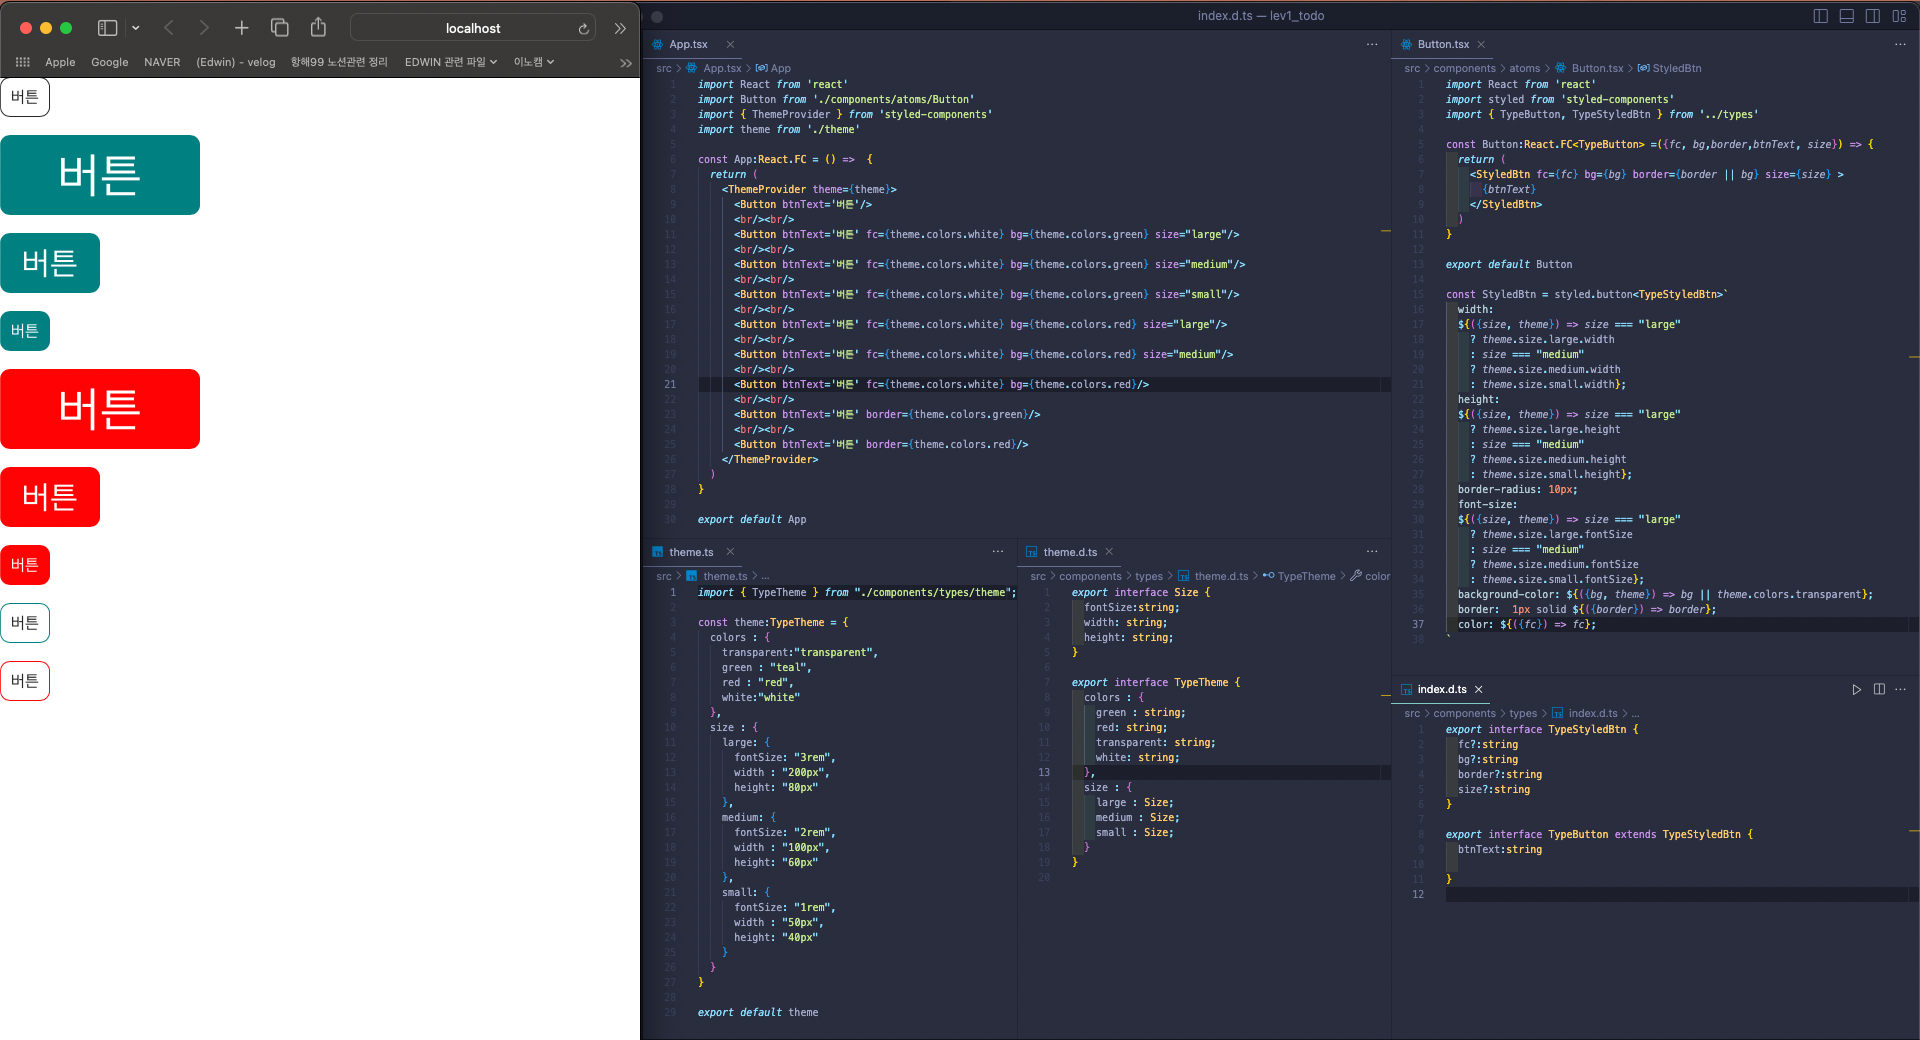 localhost
Apple Google NAVER (Edwin) - velog 항해99 노션관련 정리 EDWIN 관련 파일 이노캠
버튼
버튼
버튼
버튼
버튼
버튼
버튼
버튼
버튼
index.d.ts — lev1_todo
App.tsx
src > App.tsx > App
1 import React from 'react'
2 import Button from './components/atoms/Button'
3 import { ThemeProvider } from 'styled-components'
4 import theme from './theme'
5
6 const App:React.FC = () =>  {
7 return (
8 <ThemeProvider theme={theme}>
9 <Button btnText='버튼'/>
10 <br/><br/>
11 <Button btnText='버튼' fc={theme.colors.white} bg={theme.colors.green} size="large"/>
12 <br/><br/>
13 <Button btnText='버튼' fc={theme.colors.white} bg={theme.colors.green} size="medium"/>
14 <br/><br/>
15 <Button btnText='버튼' fc={theme.colors.white} bg={theme.colors.green} size="small"/>
16 <br/><br/>
17 <Button btnText='버튼' fc={theme.colors.white} bg={theme.colors.red} size="large"/>
18 <br/><br/>
19 <Button btnText='버튼' fc={theme.colors.white} bg={theme.colors.red} size="medium"/>
20 <br/><br/>
21 <Button btnText='버튼' fc={theme.colors.white} bg={theme.colors.red}/>
22 <br/><br/>
23 <Button btnText='버튼' border={theme.colors.green}/>
24 <br/><br/>
25 <Button btnText='버튼' border={theme.colors.red}/>
26 </ThemeProvider>
27 )
28 }
29
30 export default App
theme.ts
src > theme.ts > ...
1 import { TypeTheme } from "./components/types/theme";
2
3 const theme:TypeTheme = {
4 colors : {
5 transparent:"transparent",
6 green : "teal",
7 red : "red",
8 white:"white"
9 },
10 size : {
11 large: {
12 fontSize: "3rem",
13 width : "200px",
14 height: "80px"
15 },
16 medium: {
17 fontSize: "2rem",
18 width : "100px",
19 height: "60px"
20 },
21 small: {
22 fontSize: "1rem",
23 width : "50px",
24 height: "40px"
25 }
26 }
27 }
28
29 export default theme
theme.d.ts
src > components > types > theme.d.ts > TypeTheme > color
1 export interface Size {
2 fontSize:string;
3 width: string;
4 height: string;
5 }
6
7 export interface TypeTheme {
8 colors : {
9 green : string;
10 red: string;
11 transparent: string;
12 white: string;
13 },
14 size : {
15 large : Size;
16 medium : Size;
17 small : Size;
18 }
19 }
20
Button.tsx
src > components > atoms > Button.tsx > StyledBtn
1 import React from 'react'
2 import styled from 'styled-components'
3 import { TypeButton, TypeStyledBtn } from '../types'
4
5 const Button:React.FC<TypeButton> =({fc, bg,border,btnText, size}) => {
6 return (
7 <StyledBtn fc={fc} bg={bg} border={border || bg} size={size} >
8 {btnText}
9 </StyledBtn>
10 )
11 }
12
13 export default Button
14
15 const StyledBtn = styled.button<TypeStyledBtn>`
16 width:
17 ${({size, theme}) => size === "large"
18 ? theme.size.large.width
19 : size === "medium"
20 ? theme.size.medium.width
21 : theme.size.small.width};
22 height:
23 ${({size, theme}) => size === "large"
24 ? theme.size.large.height
25 : size === "medium"
26 ? theme.size.medium.height
27 : theme.size.small.height};
28 border-radius: 10px;
29 font-size:
30 ${({size, theme}) => size === "large"
31 ? theme.size.large.fontSize
32 : size === "medium"
33 ? theme.size.medium.fontSize
34 : theme.size.small.fontSize};
35 background-color: ${({bg, theme}) => bg || theme.colors.transparent};
36 border:  1px solid ${({border}) => border};
37 color: ${({fc}) => fc};
38 `
index.d.ts
src > components > types > index.d.ts > ...
1 export interface TypeStyledBtn {
2 fc?:string
3 bg?:string
4 border?:string
5 size?:string
6 }
7
8 export interface TypeButton extends TypeStyledBtn {
9 btnText:string
10
11 }
12